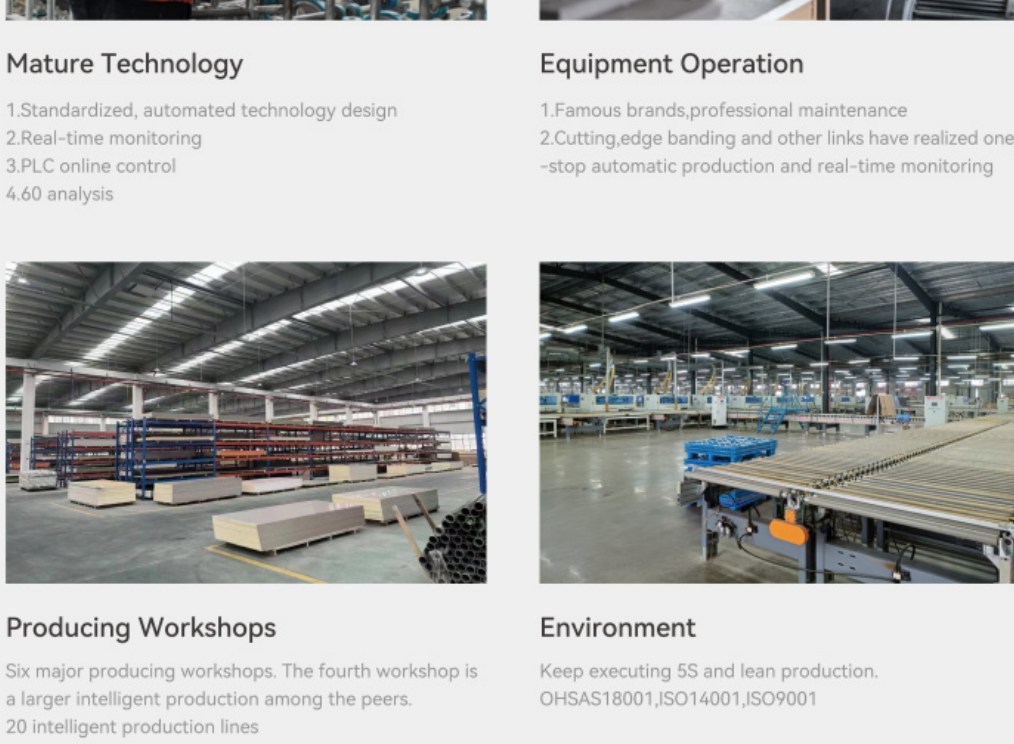 Mature Technology
1.Standardized, automated technology design
2.Real-time monitoring
3.PLC online control
4.60 analysis
Equipment Operation
1.Famous brands,professional maintenance
2.Cutting,edge banding and other links have realized one
-stop automatic production and real-time monitoring
Producing Workshops
Six major producing workshops. The fourth workshop is
a larger intelligent production among the peers.
20 intelligent production lines
Environment
Keep executing 5S and lean production.
OHSAS18001,ISO14001,ISO9001